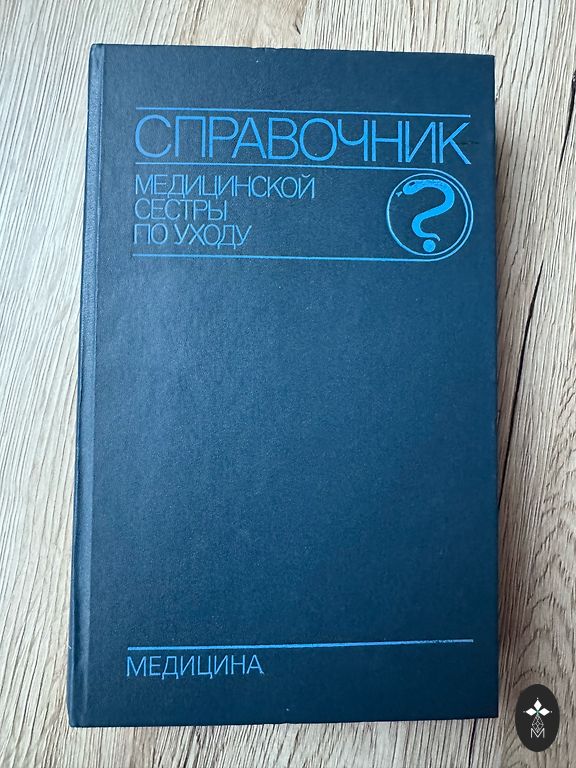 СПРАВОЧНИК
МЕДИЦИНСКОЙ
СЕСТРЫ
ПО УХОДУ
МЕДИЦИНА